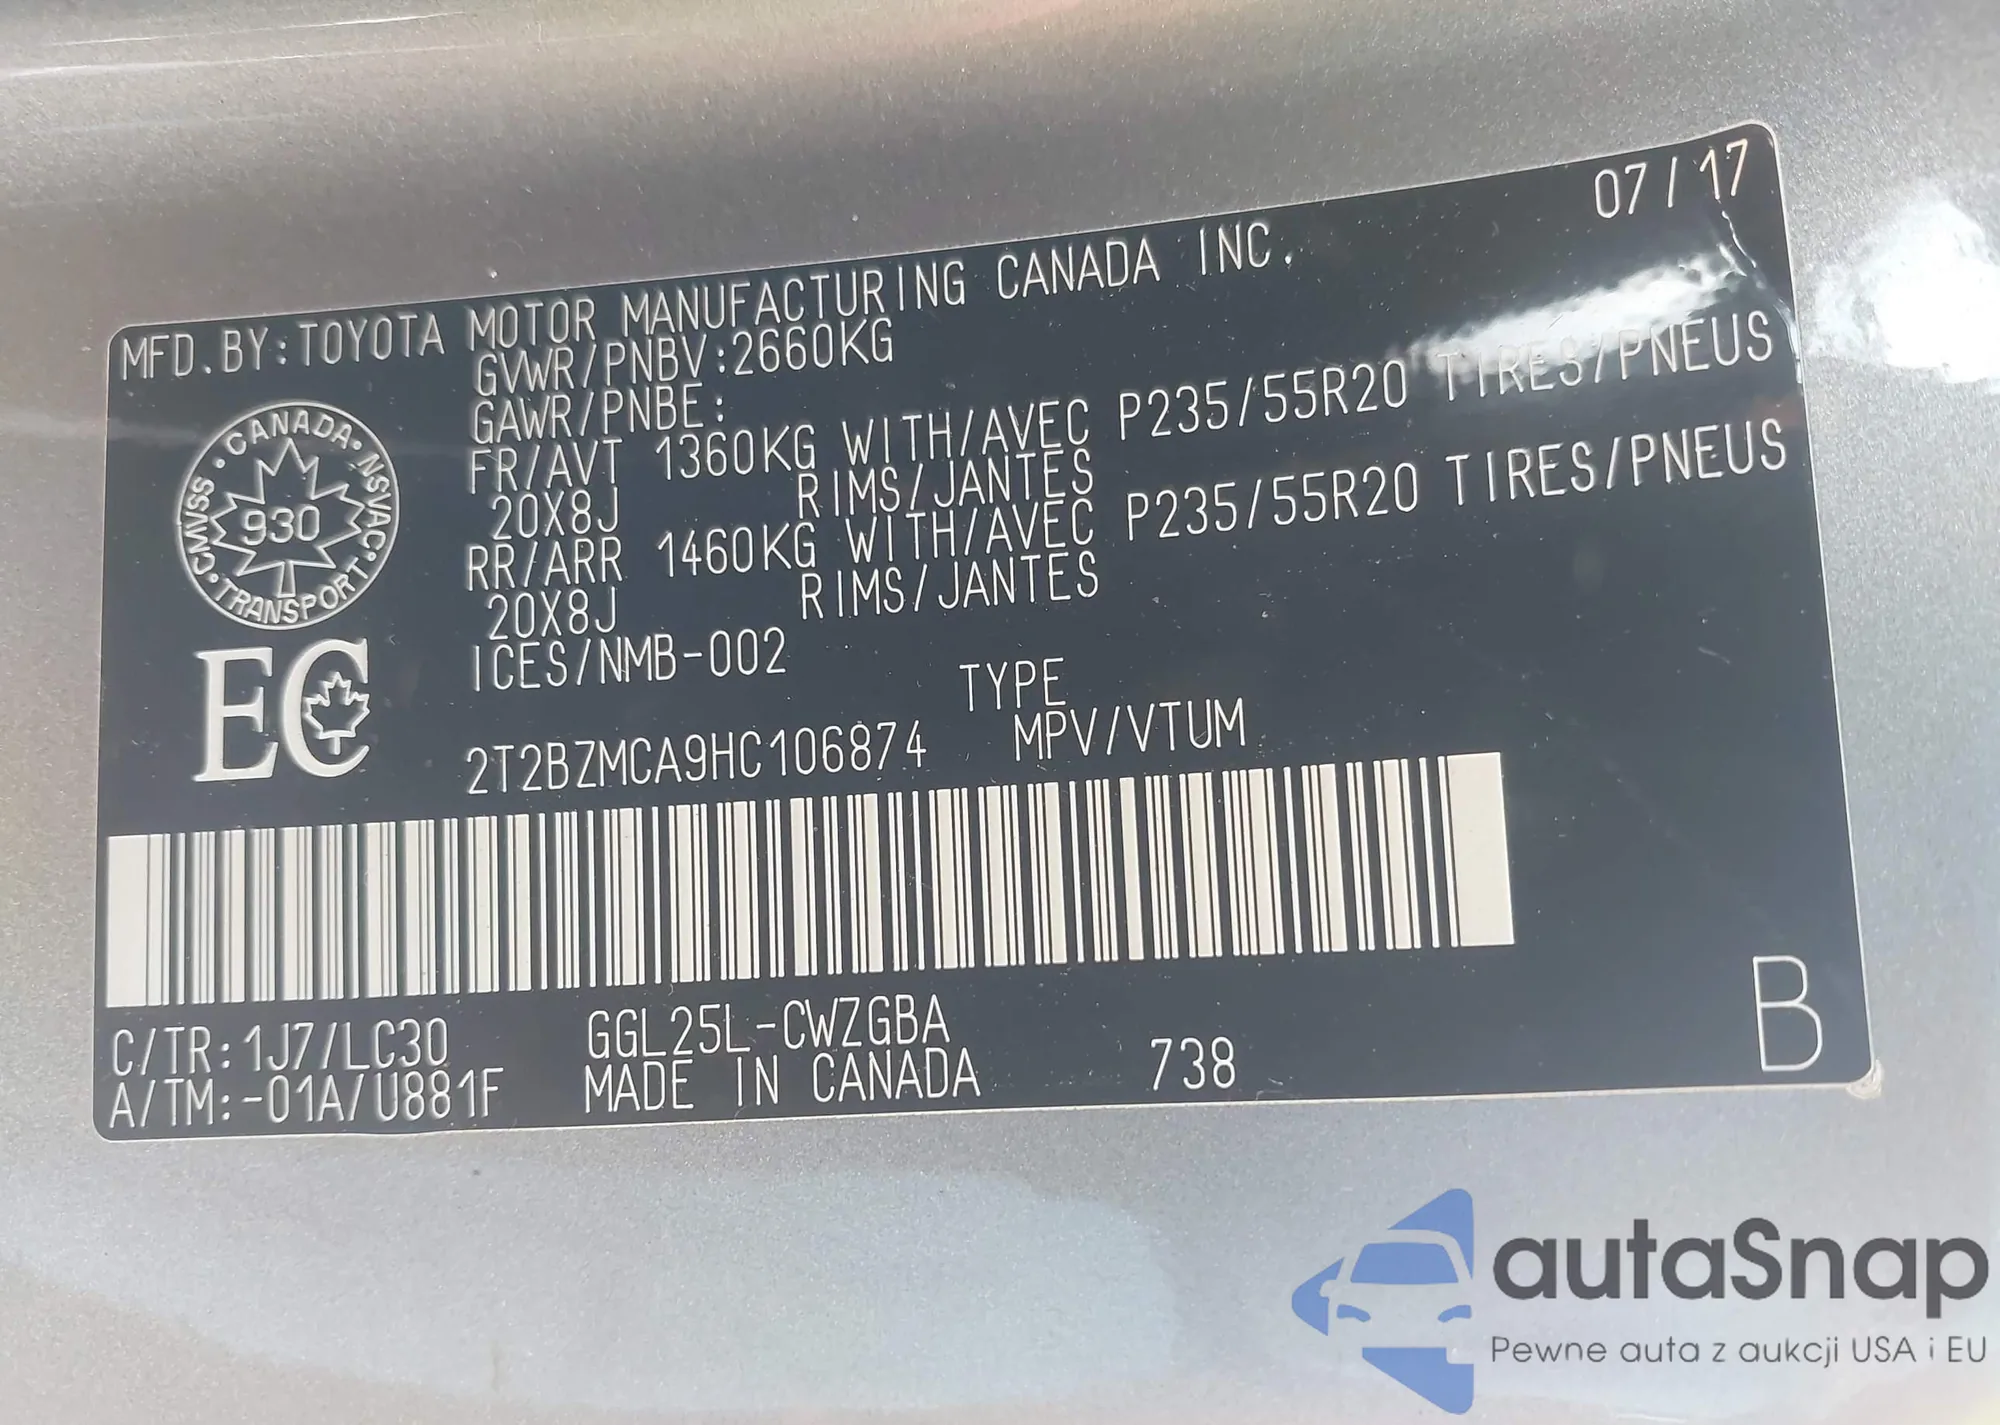 07/17
MFD.BY:TOYOTA MOTOR MANUFACTURING CANADA INC.
GVWR/PNBV:2660KG
GAWR/PNBE:
FR/AVT 1360KG WITH/AVEC P235/55R20 TIRES/PNEUS
20X8J RIMS/JANTES
RR/ARR 1460KG WITH/AVEC P235/55R20 TIRES/PNEUS
20X8J RIMS/JANTES
ICES/NMB-002
CANADA · NSVAC · TRANSPORT · CMVSS
930
EC
TYPE
2T2BZMCA9HC106874 MPV/VTUM
C/TR:1J7/LC30 GGL25L-CWZGBA
A/TM:-01A/U881F MADE IN CANADA 738
B
autaSnap
Pewne auta z aukcji USA i EU